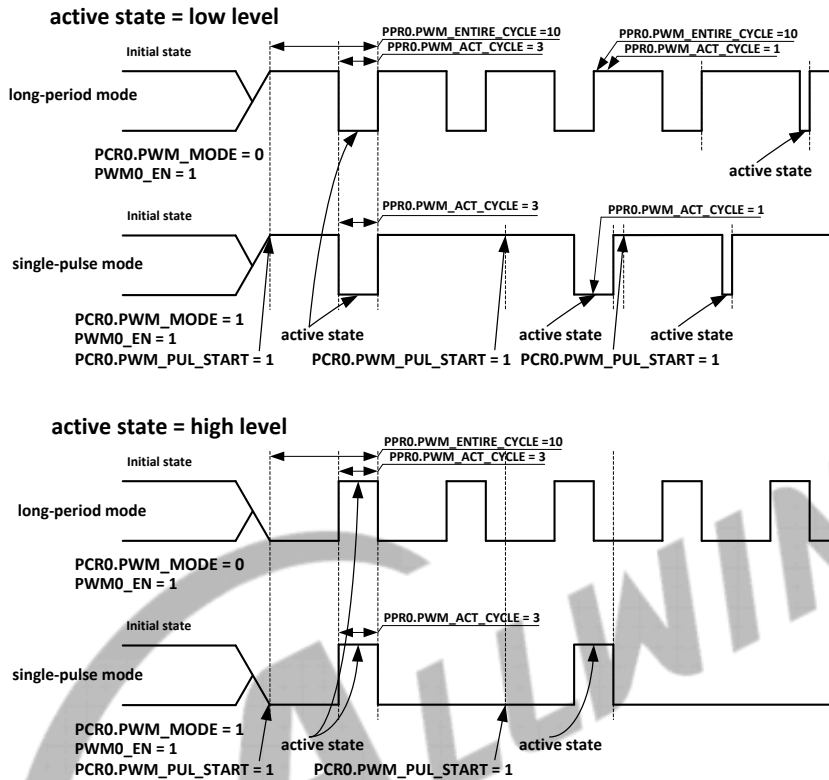 active state = low level
PPR0.PWM_ENTIRE_CYCLE =10
PPR0.PWM_ACT_CYCLE = 3
PPR0.PWM_ENTIRE_CYCLE =10
PPR0.PWM_ACT_CYCLE = 1
Initial state
long-period mode
PCR0.PWM_MODE = 0
PWM0_EN = 1
active state
Initial state
PPR0.PWM_ACT_CYCLE = 3
PPR0.PWM_ACT_CYCLE = 1
single-pulse mode
PCR0.PWM_MODE = 1
PWM0_EN = 1
PCR0.PWM_PUL_START = 1
active state
active state
active state
PCR0.PWM_PUL_START = 1
PCR0.PWM_PUL_START = 1
active state = high level
PPR0.PWM_ENTIRE_CYCLE =10
PPR0.PWM_ACT_CYCLE = 3
Initial state
long-period mode
PCR0.PWM_MODE = 0
PWM0_EN = 1
Initial state
PPR0.PWM_ACT_CYCLE = 3
single-pulse mode
PCR0.PWM_MODE = 1
PWM0_EN = 1
PCR0.PWM_PUL_START = 1
active state
active state
PCR0.PWM_PUL_START = 1
ALLWIN